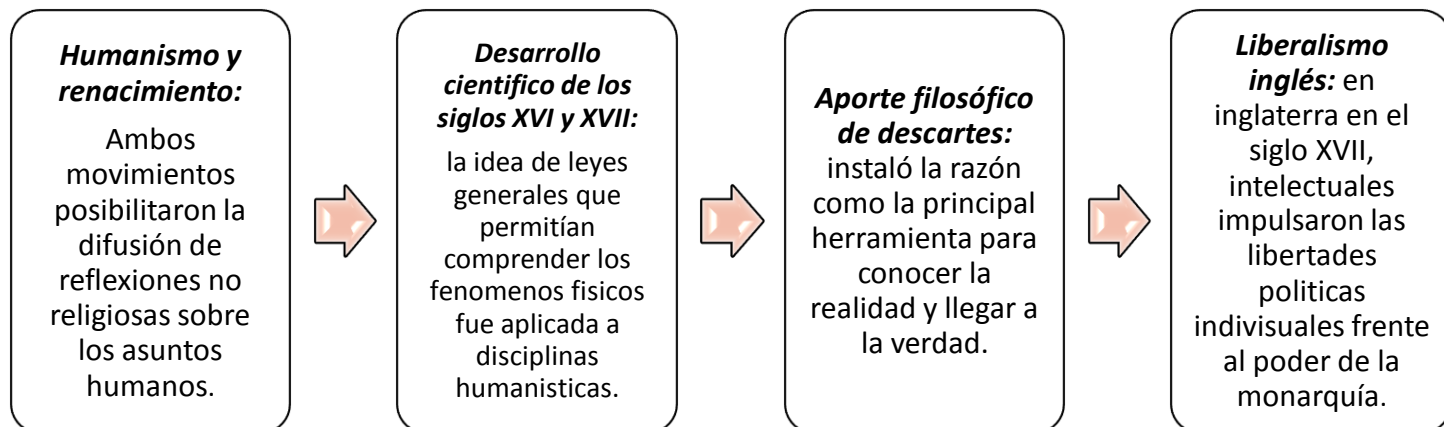 Humanismo y
renacimiento:
Ambos
movimientos
posibilitaron la
difusión de
reflexiones no
religiosas sobre
los asuntos
humanos.
Desarrollo
cientifico de los
siglos XVI y XVII:
la idea de leyes
generales que
permitían
comprender los
fenomenos fisicos
fue aplicada a
disciplinas
humanisticas.
Aporte filosófico
de descartes:
instaló la razón
como la principal
herramienta para
conocer la
realidad y llegar a
la verdad.
Liberalismo
inglés: en
inglaterra en el
siglo XVII,
intelectuales
impulsaron las
libertades
politicas
indivisuales frente
al poder de la
monarquía.